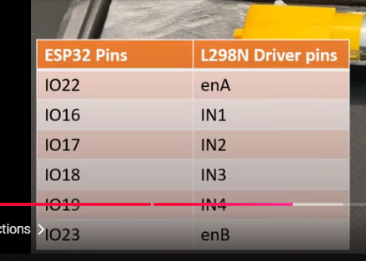 ESP32 Pins L298N Driver pins
IO22 enA
IO16 IN1
IO17 IN2
IO18 IN3
IO19 IN4
ctions
IO23 enB